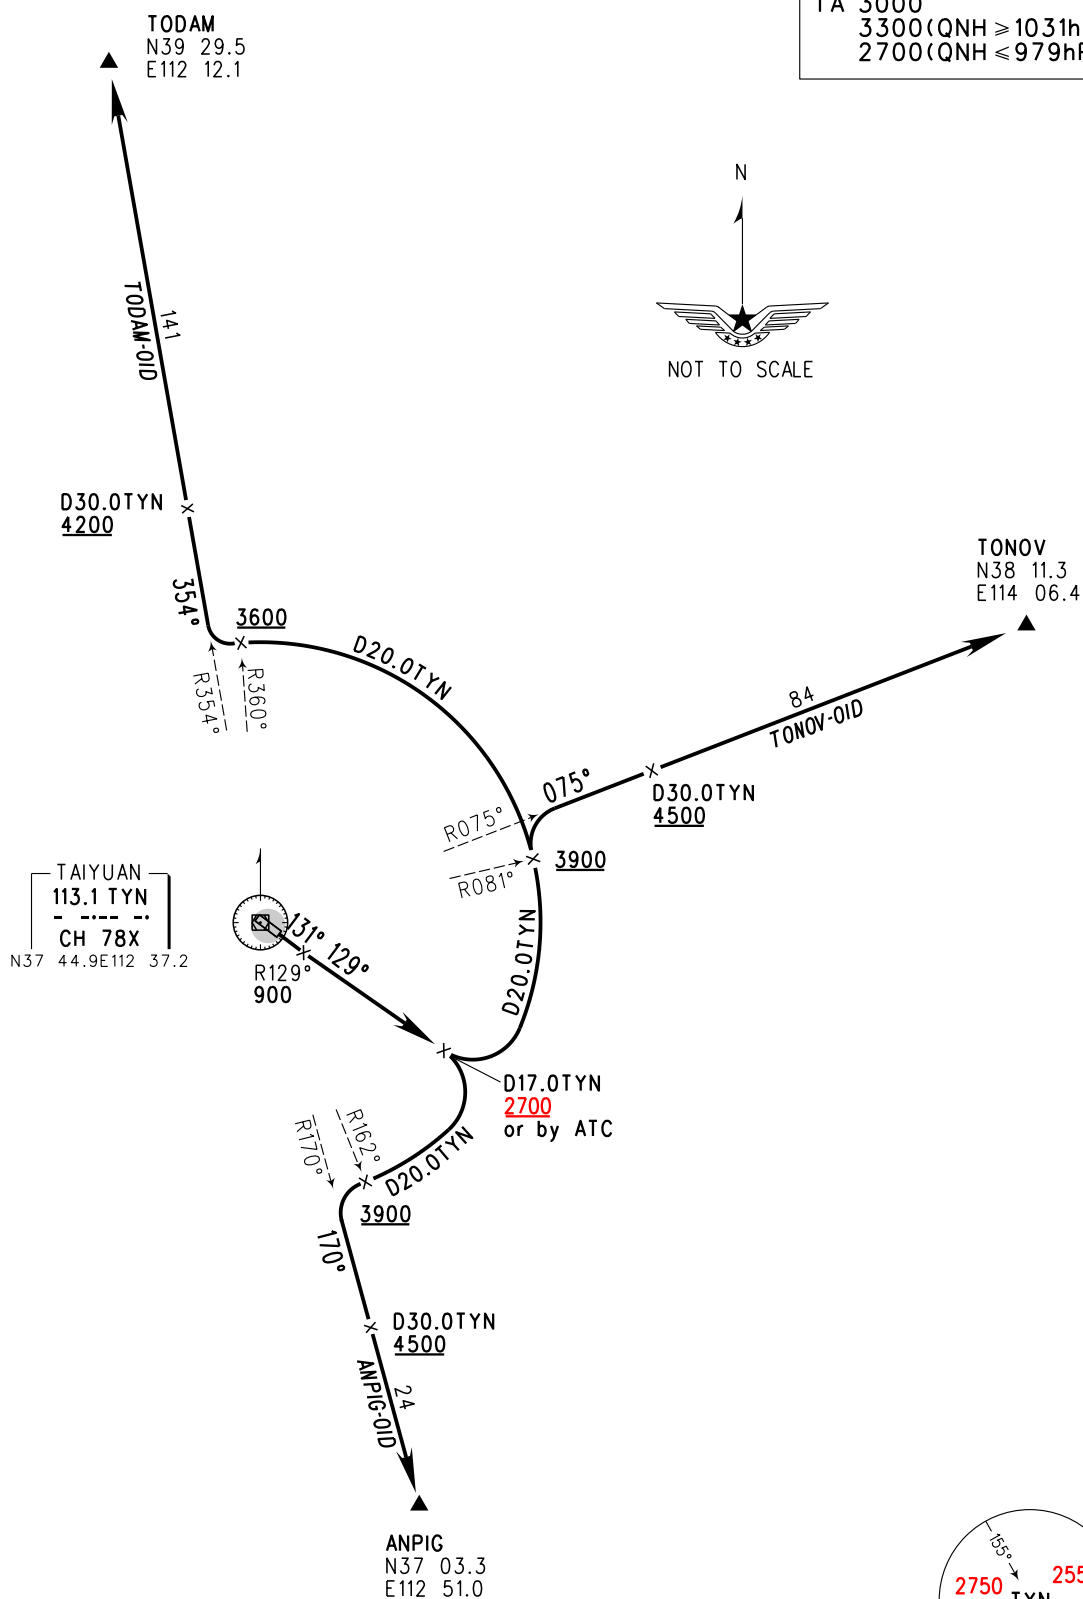 TODAM
N39 29.5
E112 12.1
TA 3000
3300(QNH ≥ 1031h
2700(QNH ≤ 979h
N
NOT TO SCALE
141
TODAM-01D
D30.0TYN
4200
354°
3600
D20.0TYN
R354°
R360°
TONOV
N38 11.3
E114 06.4
84
TONOV-01D
075°
D30.0TYN
4500
R075°
R081°
3900
TAIYUAN
113.1 TYN
- -·-- -·
CH 78X
N37 44.9E112 37.2
131° 129°
R129°
900
D20.0TYN
D17.0TYN
2700
or by ATC
R162°
R170°
D20.0TYN
3900
170°
D30.0TYN
4500
24
ANPIG-01D
ANPIG
N37 03.3
E112 51.0
155°
2750
255
TYN